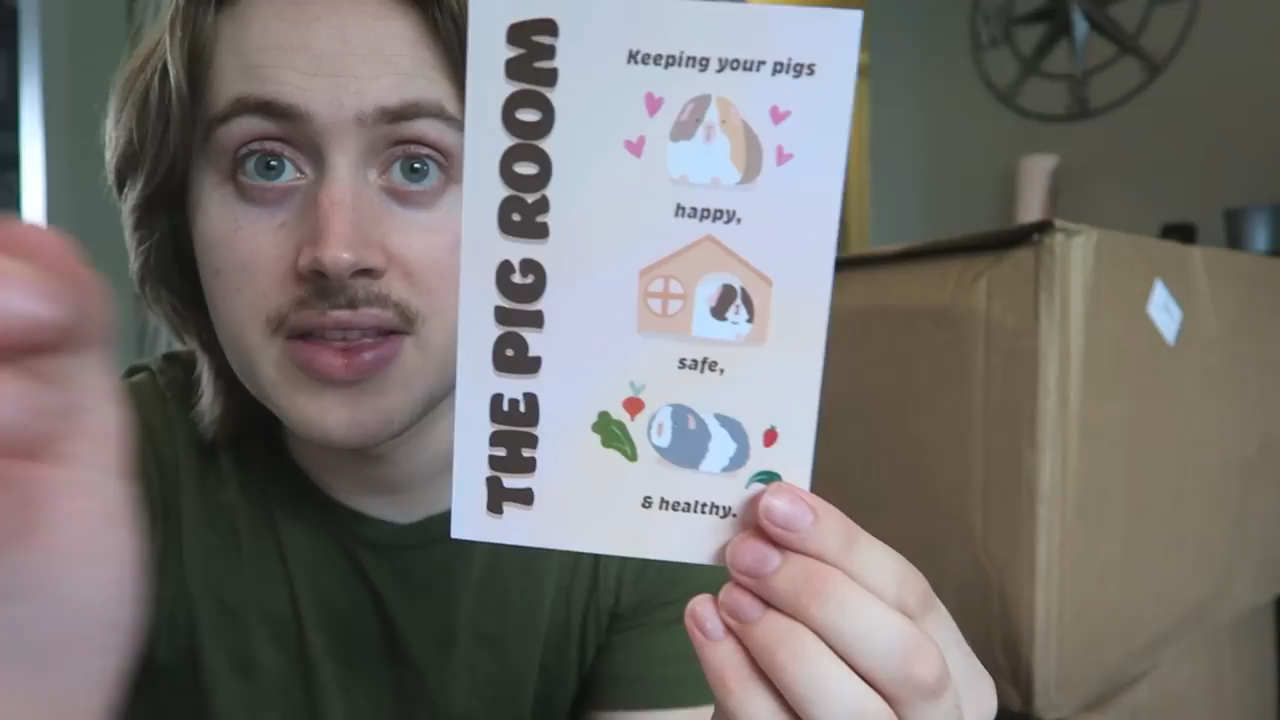 THE PIG ROOM
Keeping your pigs
happy,
safe,
& healthy.